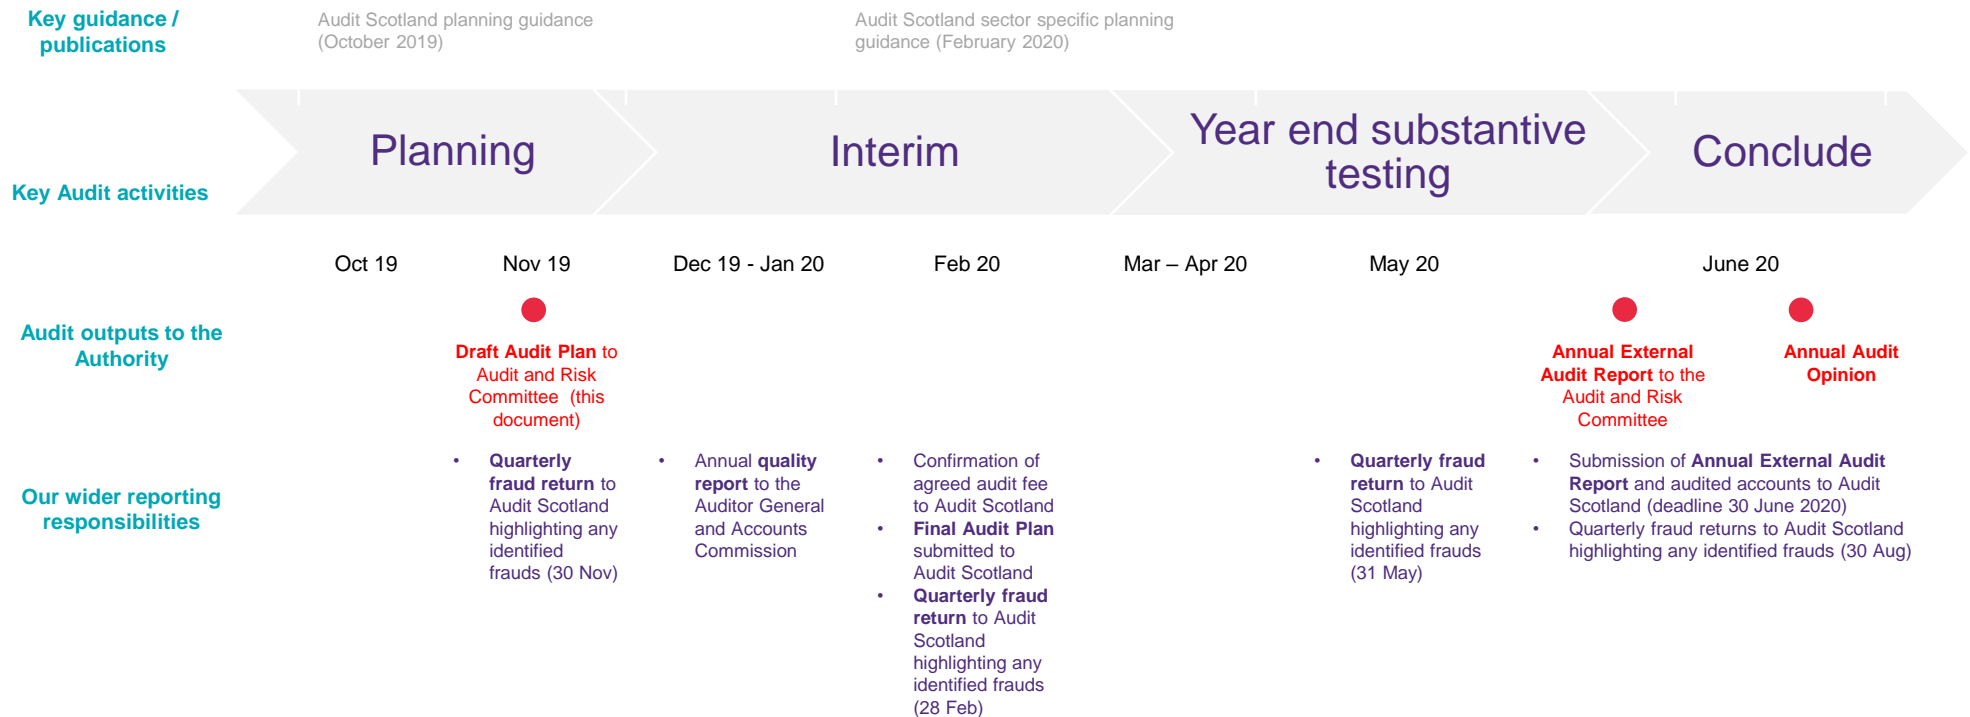 Key guidance /
publications
Audit Scotland planning guidance
(October 2019)
Audit Scotland sector specific planning
guidance (February 2020)
Key Audit activities
Planning
Interim
Year end substantive
testing
Conclude
Oct 19
Nov 19
Dec 19 - Jan 20
Feb 20
Mar – Apr 20
May 20
June 20
Audit outputs to the
Authority
Draft Audit Plan to
Audit and Risk
Committee (this
document)
Annual External
Audit Report to the
Audit and Risk
Committee
Annual Audit
Opinion
Our wider reporting
responsibilities
• Quarterly
fraud return to
Audit Scotland
highlighting any
identified
frauds (30 Nov)
• Annual quality
report to the
Auditor General
and Accounts
Commission
• Confirmation of
agreed audit fee
to Audit Scotland
• Final Audit Plan
submitted to
Audit Scotland
• Quarterly fraud
return to Audit
Scotland
highlighting any
identified frauds
(28 Feb)
• Quarterly fraud
return to Audit
Scotland
highlighting any
identified frauds
(31 May)
• Submission of Annual External Audit
Report and audited accounts to Audit
Scotland (deadline 30 June 2020)
• Quarterly fraud returns to Audit Scotland
highlighting any identified frauds (30 Aug)